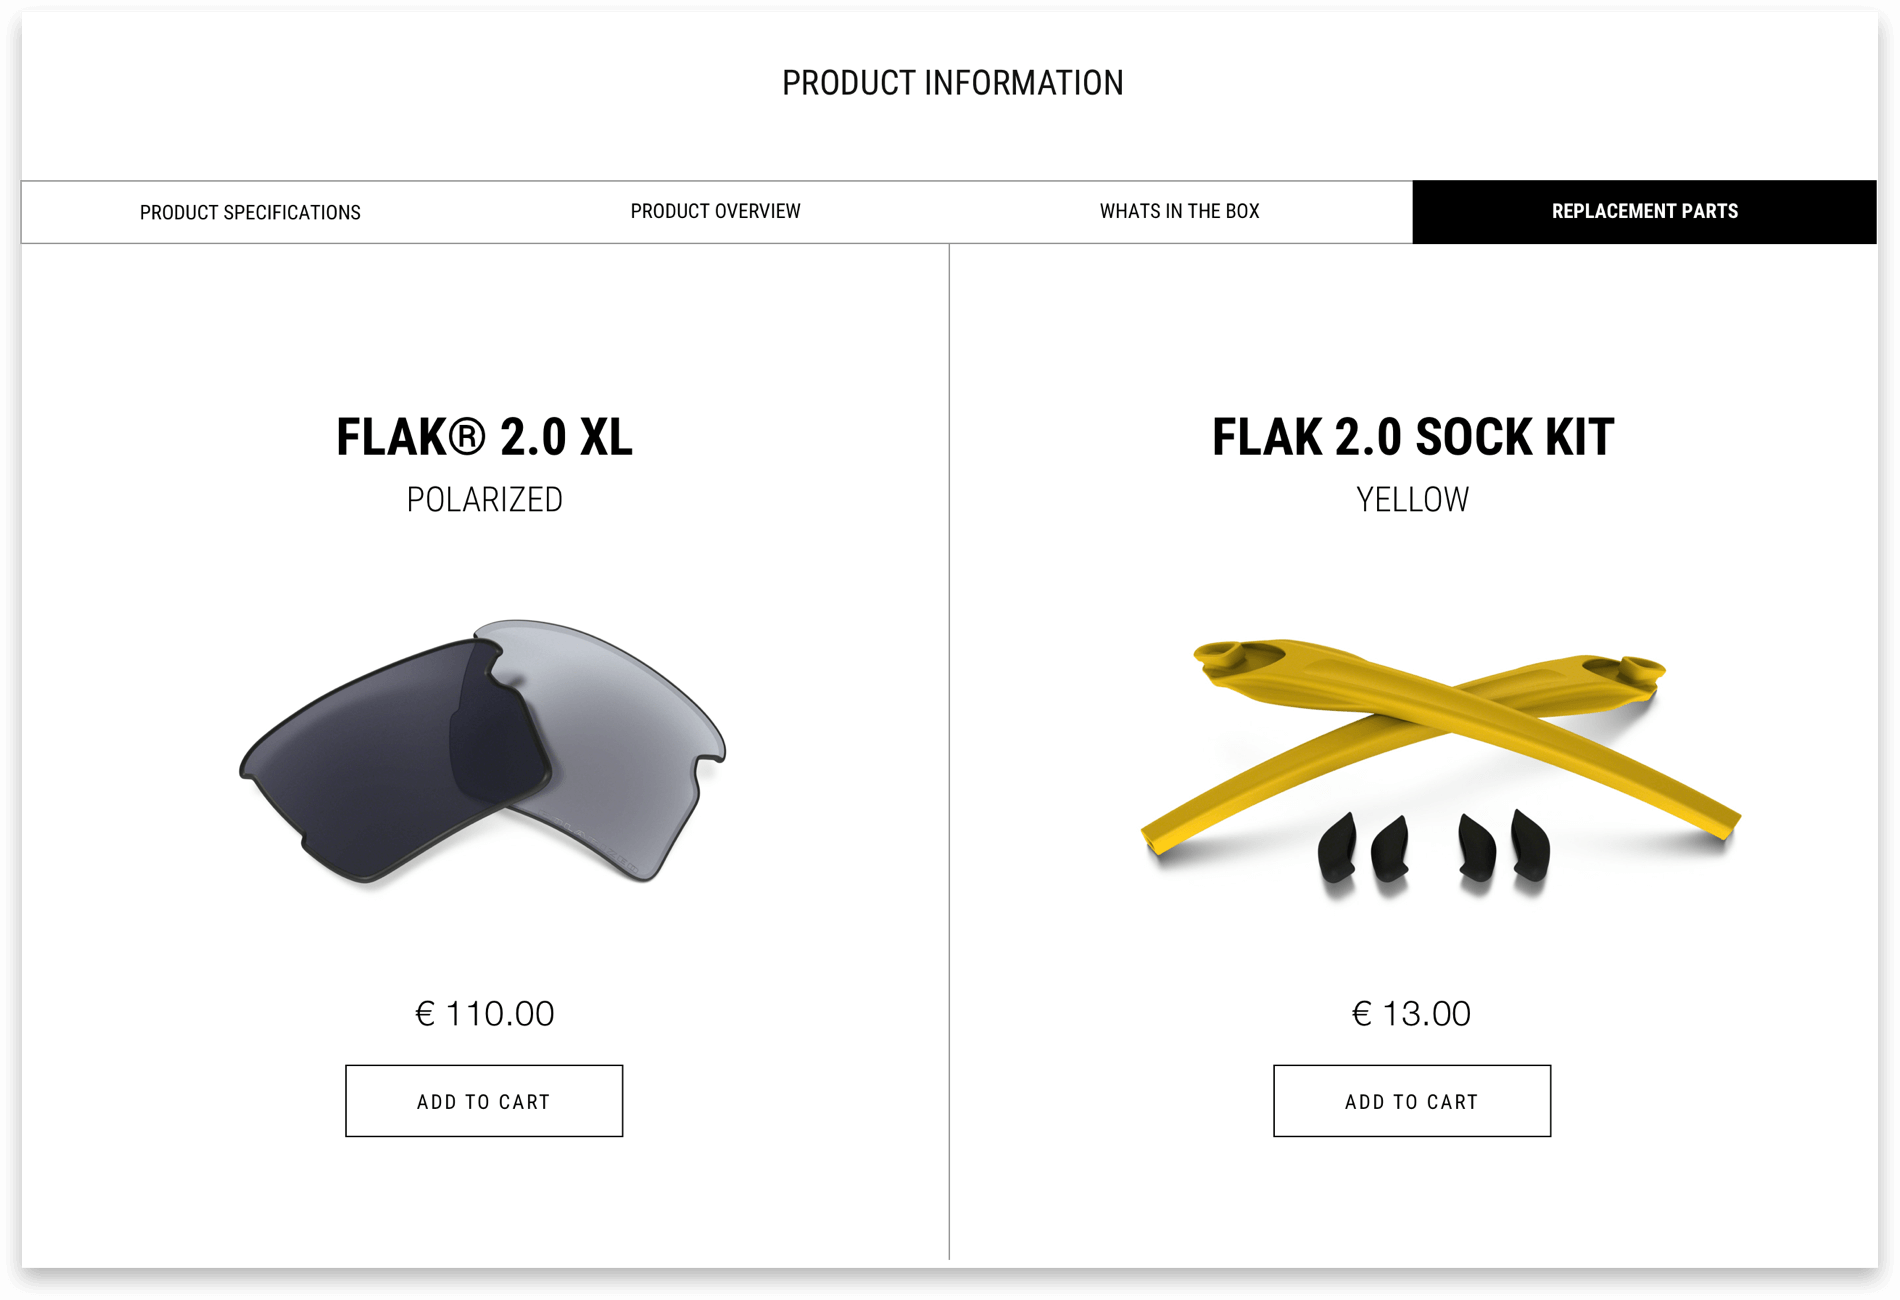 PRODUCT INFORMATION
PRODUCT SPECIFICATIONS
PRODUCT OVERVIEW
WHATS IN THE BOX
REPLACEMENT PARTS
FLAK® 2.0 XL
POLARIZED
€ 110.00
ADD TO CART
FLAK 2.0 SOCK KIT
YELLOW
€ 13.00
ADD TO CART